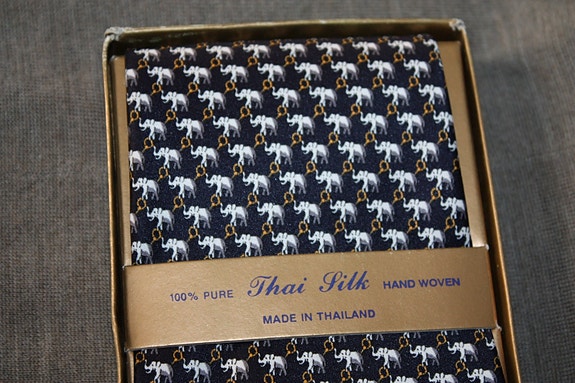 100% PURE Thai Silk HAND WOVEN
MADE IN THAILAND